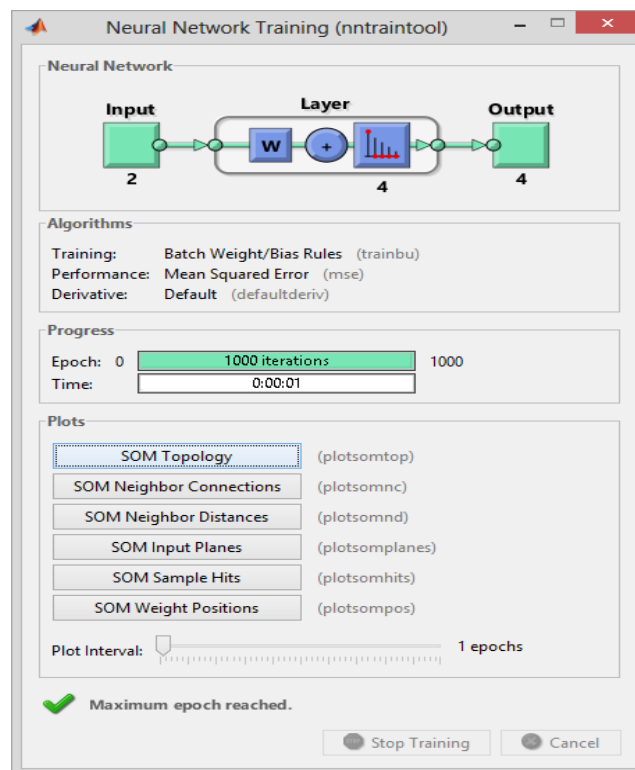 Neural Network Training (nntraintool)
Neural Network
Input
Layer
Output
W
+
2
4
4
Algorithms
Training: Batch Weight/Bias Rules (trainbu)
Performance: Mean Squared Error (mse)
Derivative: Default (defaultderiv)
Progress
Epoch: 0 1000 iterations 1000
Time: 0:00:01
Plots
SOM Topology (plotsomtop)
SOM Neighbor Connections (plotsomnc)
SOM Neighbor Distances (plotsomnd)
SOM Input Planes (plotsomplanes)
SOM Sample Hits (plotsomhits)
SOM Weight Positions (plotsompos)
Plot Interval: 1 epochs
Maximum epoch reached.
Stop Training Cancel